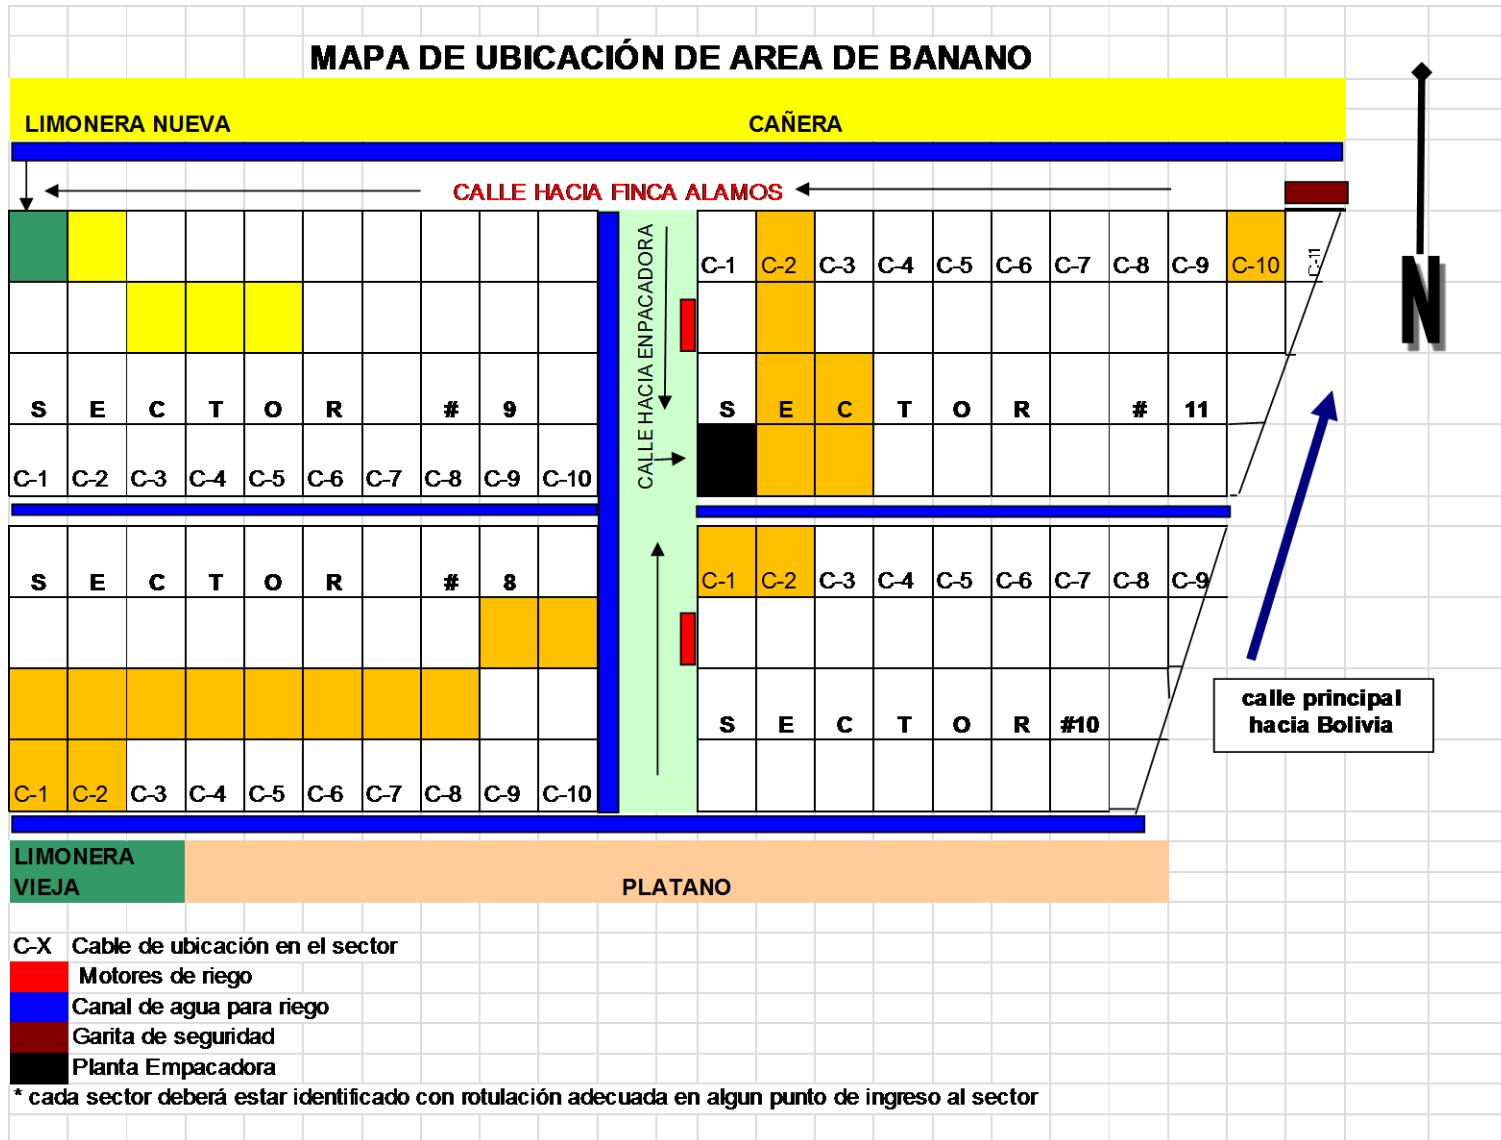 MAPA DE UBICACIÓN DE AREA DE BANANO
LIMONERA NUEVA CAÑERA
CALLE HACIA FINCA ALAMOS
CALLE HACIA ENPACADORA
C-1 C-2 C-3 C-4 C-5 C-6 C-7 C-8 C-9 C-10 C-11
N
S E C T O R # 9
S E C T O R # 11
C-1 C-2 C-3 C-4 C-5 C-6 C-7 C-8 C-9 C-10
S E C T O R # 8
C-1 C-2 C-3 C-4 C-5 C-6 C-7 C-8 C-9
calle principal
hacia Bolivia
S E C T O R #10
C-1 C-2 C-3 C-4 C-5 C-6 C-7 C-8 C-9 C-10
LIMONERA
VIEJA
PLATANO
C-X Cable de ubicación en el sector
Motores de riego
Canal de agua para riego
Garita de seguridad
Planta Empacadora
* cada sector deberá estar identificado con rotulación adecuada en algun punto de ingreso al sector